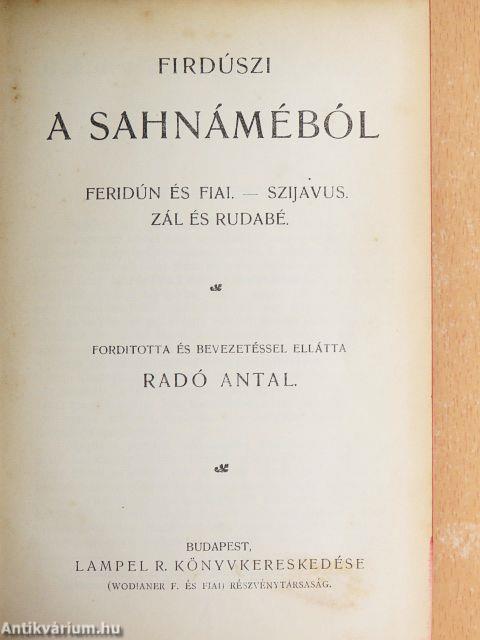 FIRDÚSZI
A SAHNÁMÉBÓL
FERIDÚN ÉS FIAI. — SZIJAVUS.
ZÁL ÉS RUDABÉ.
FORDITOTTA ÉS BEVEZETÉSSEL ELLÁTTA
RADÓ ANTAL.
BUDAPEST,
LAMPEL R. KÖNYVKERESKEDÉSE
(WODIANER F. ÉS FIAI) RÉSZVÉNYTÁRSASÁG.
Antikvárium.hu